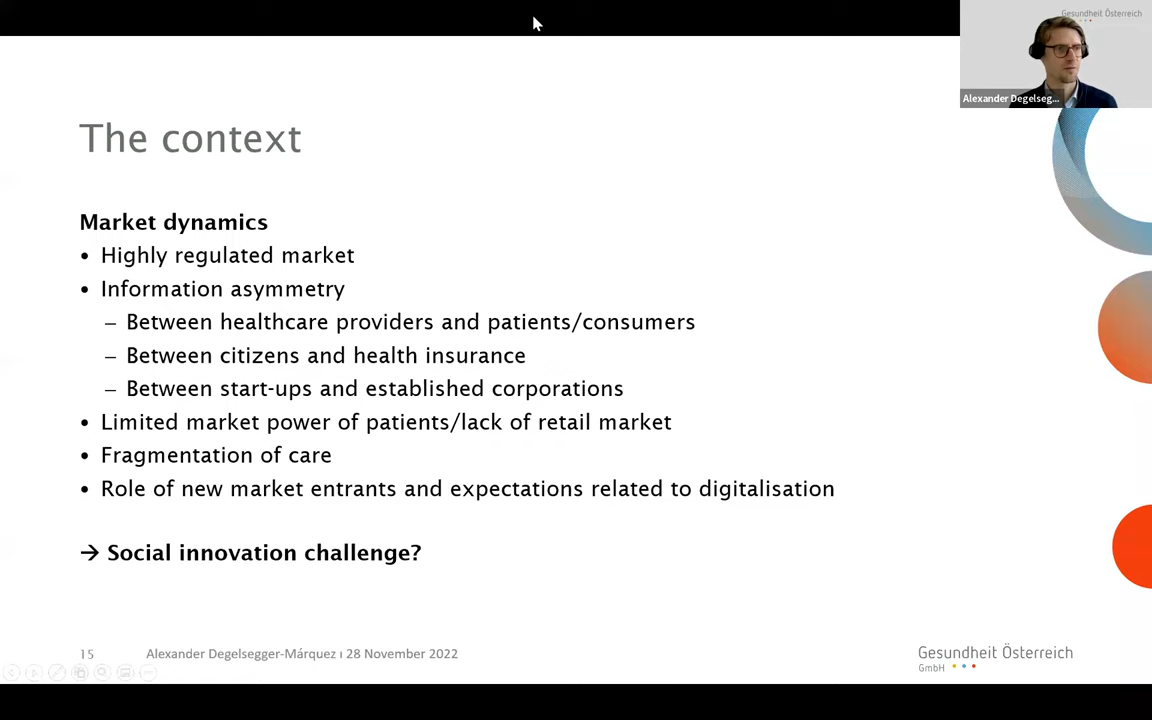 Gesundheit Österreich
Alexander Degelseg...
The context
Market dynamics
• Highly regulated market
• Information asymmetry
– Between healthcare providers and patients/consumers
– Between citizens and health insurance
– Between start-ups and established corporations
• Limited market power of patients/lack of retail market
• Fragmentation of care
• Role of new market entrants and expectations related to digitalisation
→ Social innovation challenge?
15 Alexander Degelsegger-Márquez ı 28 November 2022
Gesundheit Österreich
GmbH